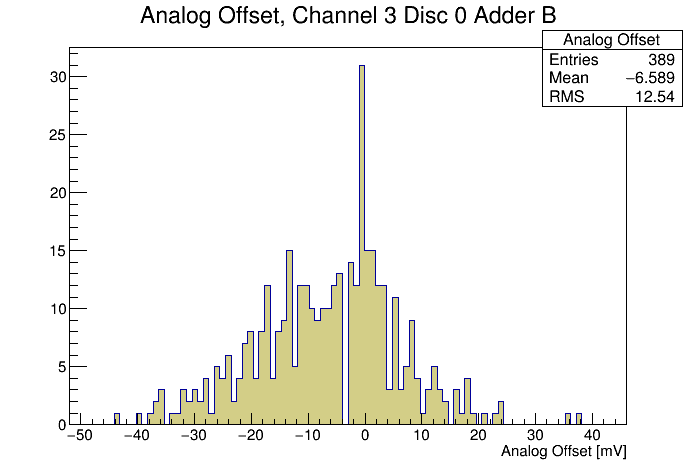 Analog Offset, Channel 3 Disc 0 Adder B
Analog Offset
Entries 389
Mean −6.589
RMS 12.54
30
25
20
15
10
5
0
−50 −40 −30 −20 −10 0 10 20 30 40
Analog Offset [mV]